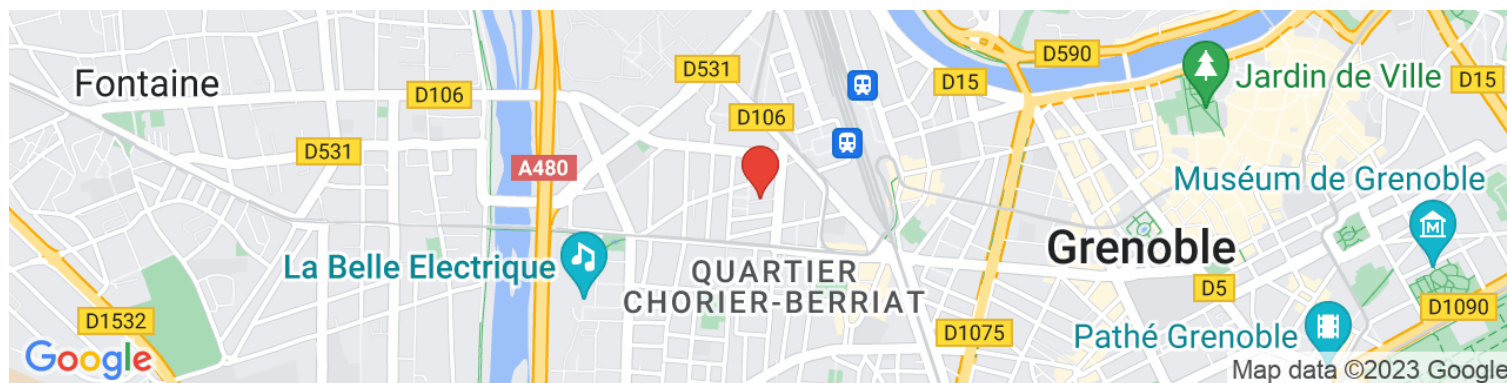 D590
D531
D15
Jardin de Ville
D15
Fontaine
D106
D106
D531
A480
Muséum de Grenoble
M
Grenoble
La Belle Electrique
QUARTIER
CHORIER-BERRIAT
D5
D1532
D1075
D1090
Pathé Grenoble
Google
Map data ©2023 Google